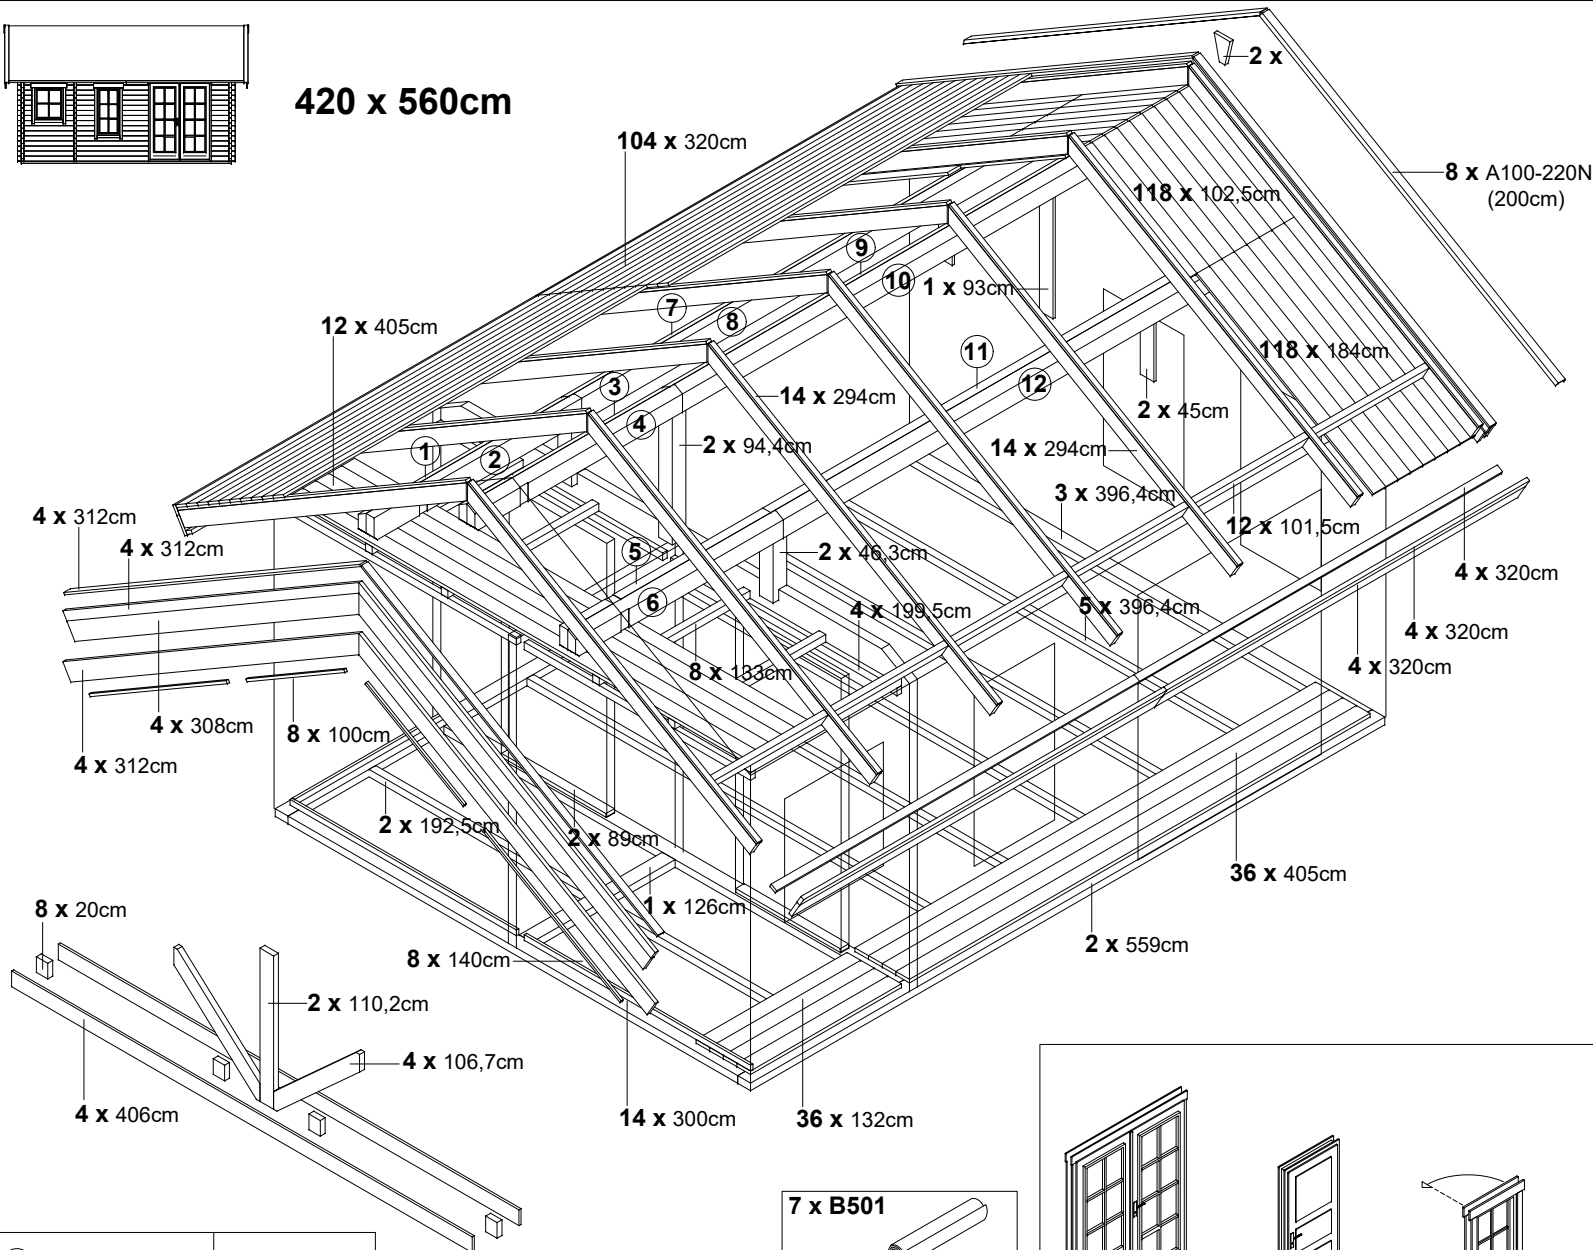 420 x 560cm
2 x
104 x 320cm
8 x A100-220N
(200cm)
118 x 102,5cm
9
10
1 x 93cm
7
8
12 x 405cm
11
118 x 184cm
12
3
14 x 294cm
2 x 45cm
4
1
2
2 x 94,4cm
14 x 294cm
3 x 396,4cm
4 x 312cm
12 x 101,5cm
4 x 312cm
5
2 x 46,3cm
4 x 320cm
6
4 x 199,5cm
5 x 396,4cm
4 x 320cm
8 x 133cm
4 x 320cm
4 x 308cm
8 x 100cm
4 x 312cm
2 x 192,5cm
2 x 89cm
36 x 405cm
8 x 20cm
1 x 126cm
2 x 559cm
8 x 140cm
2 x 110,2cm
4 x 106,7cm
4 x 406cm
14 x 300cm
36 x 132cm
7 x B501